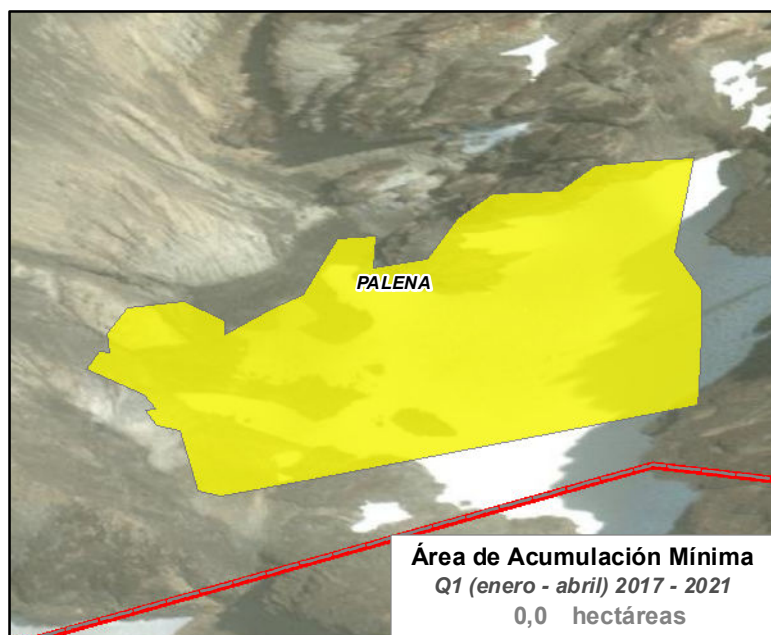 PALENA
Área de Acumulación Mínima
Q1 (enero - abril) 2017 - 2021
0,0 hectáreas